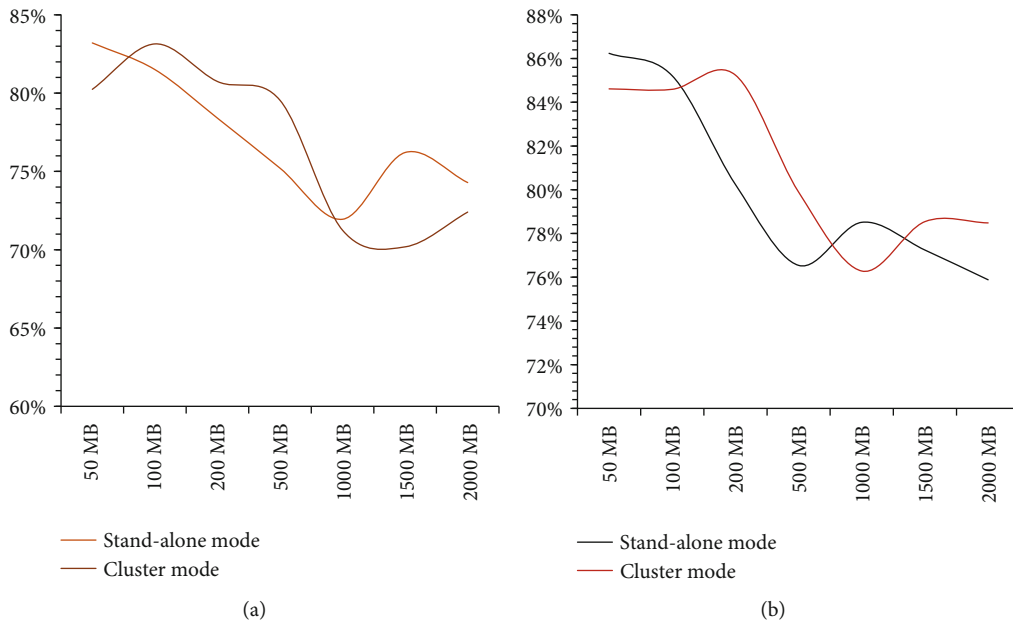 85%
80%
75%
70%
65%
60%
50 MB
100 MB
200 MB
500 MB
1000 MB
1500 MB
2000 MB
Stand-alone mode
Cluster mode
(a)
88%
86%
84%
82%
80%
78%
76%
74%
72%
70%
50 MB
100 MB
200 MB
500 MB
1000 MB
1500 MB
2000 MB
Stand-alone mode
Cluster mode
(b)